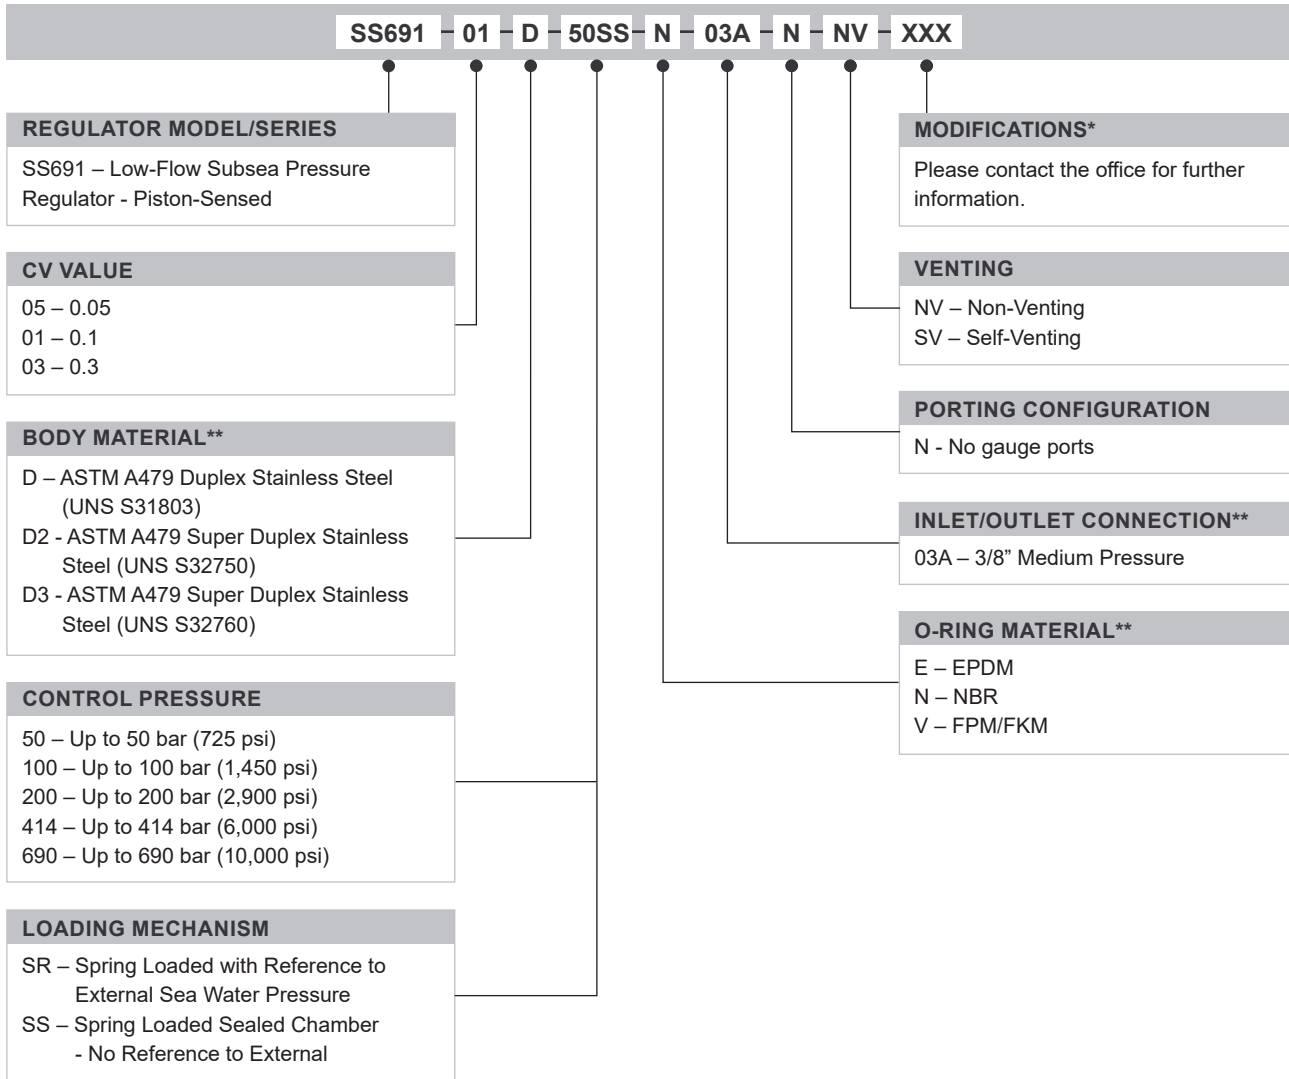 SS691 01 D 50SS N 03A N NV XXX
REGULATOR MODEL/SERIES
SS691 – Low-Flow Subsea Pressure
Regulator - Piston-Sensed
CV VALUE
05 – 0.05
01 – 0.1
03 – 0.3
BODY MATERIAL**
D – ASTM A479 Duplex Stainless Steel
(UNS S31803)
D2 - ASTM A479 Super Duplex Stainless
Steel (UNS S32750)
D3 - ASTM A479 Super Duplex Stainless
Steel (UNS S32760)
CONTROL PRESSURE
50 – Up to 50 bar (725 psi)
100 – Up to 100 bar (1,450 psi)
200 – Up to 200 bar (2,900 psi)
414 – Up to 414 bar (6,000 psi)
690 – Up to 690 bar (10,000 psi)
LOADING MECHANISM
SR – Spring Loaded with Reference to
External Sea Water Pressure
SS – Spring Loaded Sealed Chamber
- No Reference to External
MODIFICATIONS*
Please contact the office for further
information.
VENTING
NV – Non-Venting
SV – Self-Venting
PORTING CONFIGURATION
N - No gauge ports
INLET/OUTLET CONNECTION**
03A – 3/8” Medium Pressure
O-RING MATERIAL**
E – EPDM
N – NBR
V – FPM/FKM